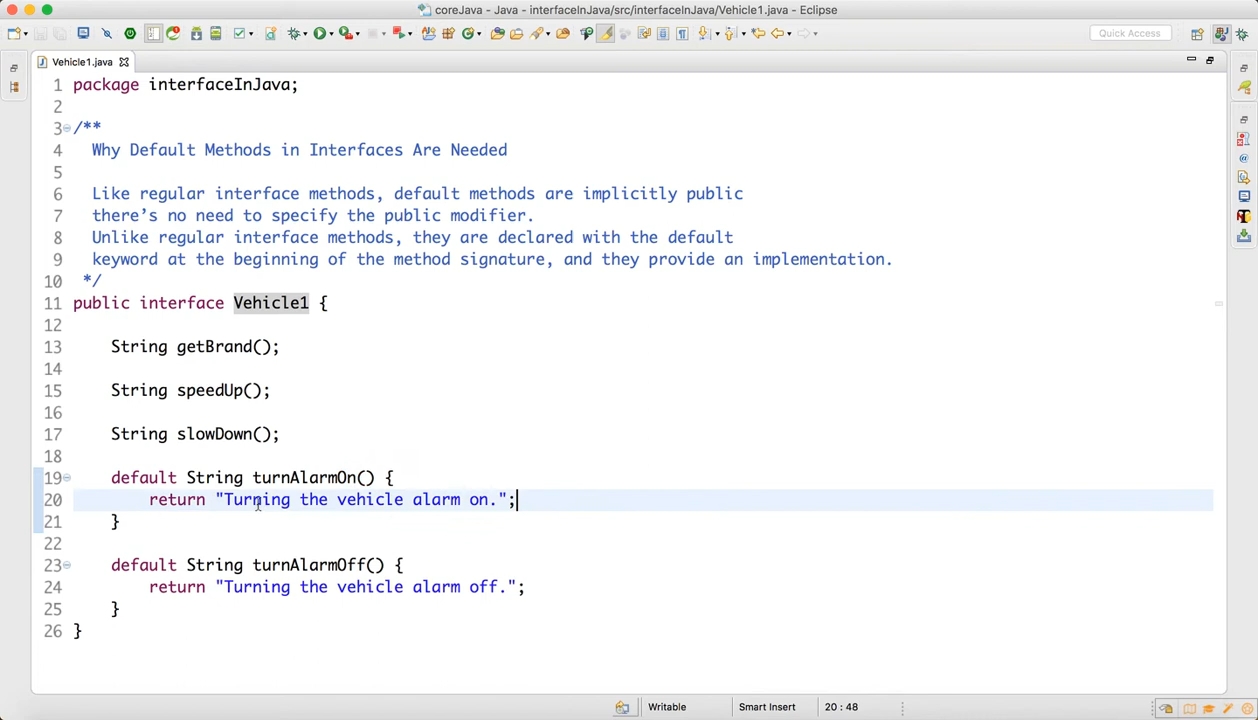 coreJava - Java - interfaceInJava/src/interfaceInJava/Vehicle1.java - Eclipse
Quick Access
Vehicle1.java
1 package interfaceInJava;
2
3 /**
4 Why Default Methods in Interfaces Are Needed
5
6 Like regular interface methods, default methods are implicitly public
7 there’s no need to specify the public modifier.
8 Unlike regular interface methods, they are declared with the default
9 keyword at the beginning of the method signature, and they provide an implementation.
10 */
11 public interface Vehicle1 {
12
13 String getBrand();
14
15 String speedUp();
16
17 String slowDown();
18
19 default String turnAlarmOn() {
20 return "Turning the vehicle alarm on.";
21 }
22
23 default String turnAlarmOff() {
24 return "Turning the vehicle alarm off.";
25 }
26 }
Writable Smart Insert 20 : 48